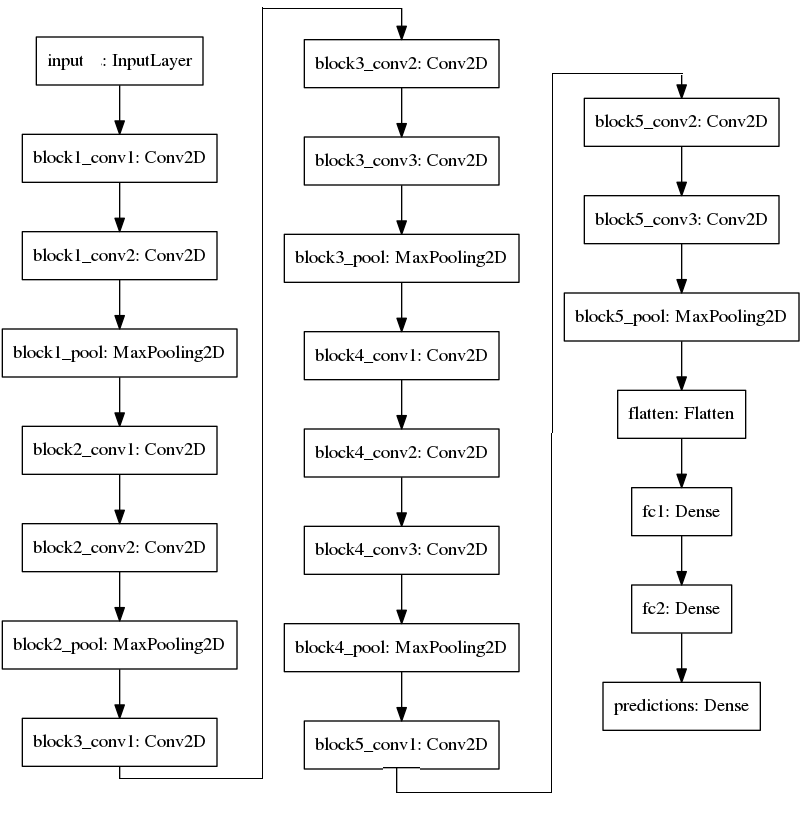 input : InputLayer
block1_conv1: Conv2D
block1_conv2: Conv2D
block1_pool: MaxPooling2D
block2_conv1: Conv2D
block2_conv2: Conv2D
block2_pool: MaxPooling2D
block3_conv1: Conv2D
block3_conv2: Conv2D
block3_conv3: Conv2D
block3_pool: MaxPooling2D
block4_conv1: Conv2D
block4_conv2: Conv2D
block4_conv3: Conv2D
block4_pool: MaxPooling2D
block5_conv1: Conv2D
block5_conv2: Conv2D
block5_conv3: Conv2D
block5_pool: MaxPooling2D
flatten: Flatten
fc1: Dense
fc2: Dense
predictions: Dense